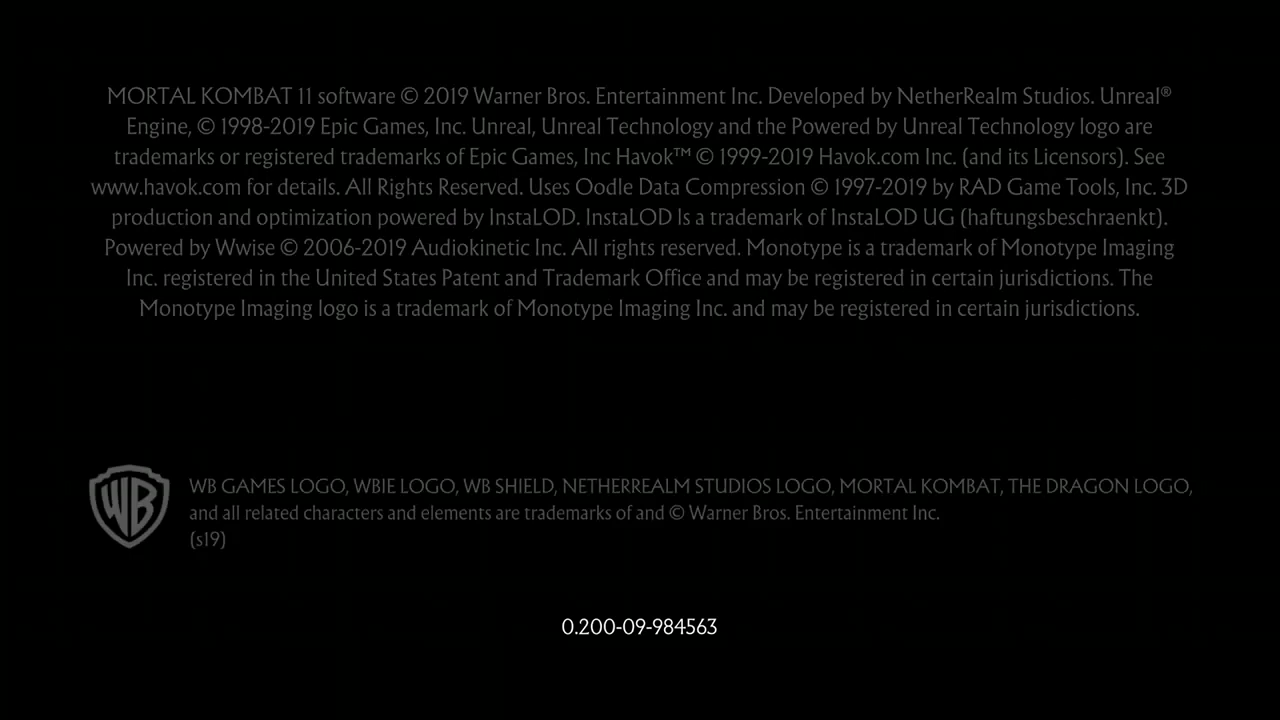 MORTAL KOMBAT 11 software © 2019 Warner Bros. Entertainment Inc. Developed by NetherRealm Studios. Unreal®
Engine, © 1998-2019 Epic Games, Inc. Unreal, Unreal Technology and the Powered by Unreal Technology logo are
trademarks or registered trademarks of Epic Games, Inc Havok™ © 1999-2019 Havok.com Inc. (and its Licensors). See
www.havok.com for details. All Rights Reserved. Uses Oodle Data Compression © 1997-2019 by RAD Game Tools, Inc. 3D
production and optimization powered by InstaLOD. InstaLOD Is a trademark of InstaLOD UG (haftungsbeschraenkt).
Powered by Wwise © 2006-2019 Audiokinetic Inc. All rights reserved. Monotype is a trademark of Monotype Imaging
Inc. registered in the United States Patent and Trademark Office and may be registered in certain jurisdictions. The
Monotype Imaging logo is a trademark of Monotype Imaging Inc. and may be registered in certain jurisdictions.
WB
WB GAMES LOGO, WBIE LOGO, WB SHIELD, NETHERREALM STUDIOS LOGO, MORTAL KOMBAT, THE DRAGON LOGO,
and all related characters and elements are trademarks of and © Warner Bros. Entertainment Inc.
(s19)
0.200-09-984563